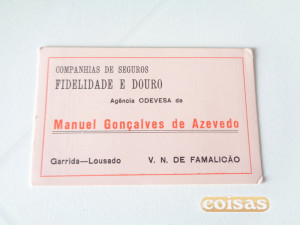 COMPANHIAS DE SEGUROS
FIDELIDADE E DOURO
Agência ODEVESA de
Manuel Gonçalves de Azevedo
Garrida—Lousado V. N. DE FAMALICÃO
coisas